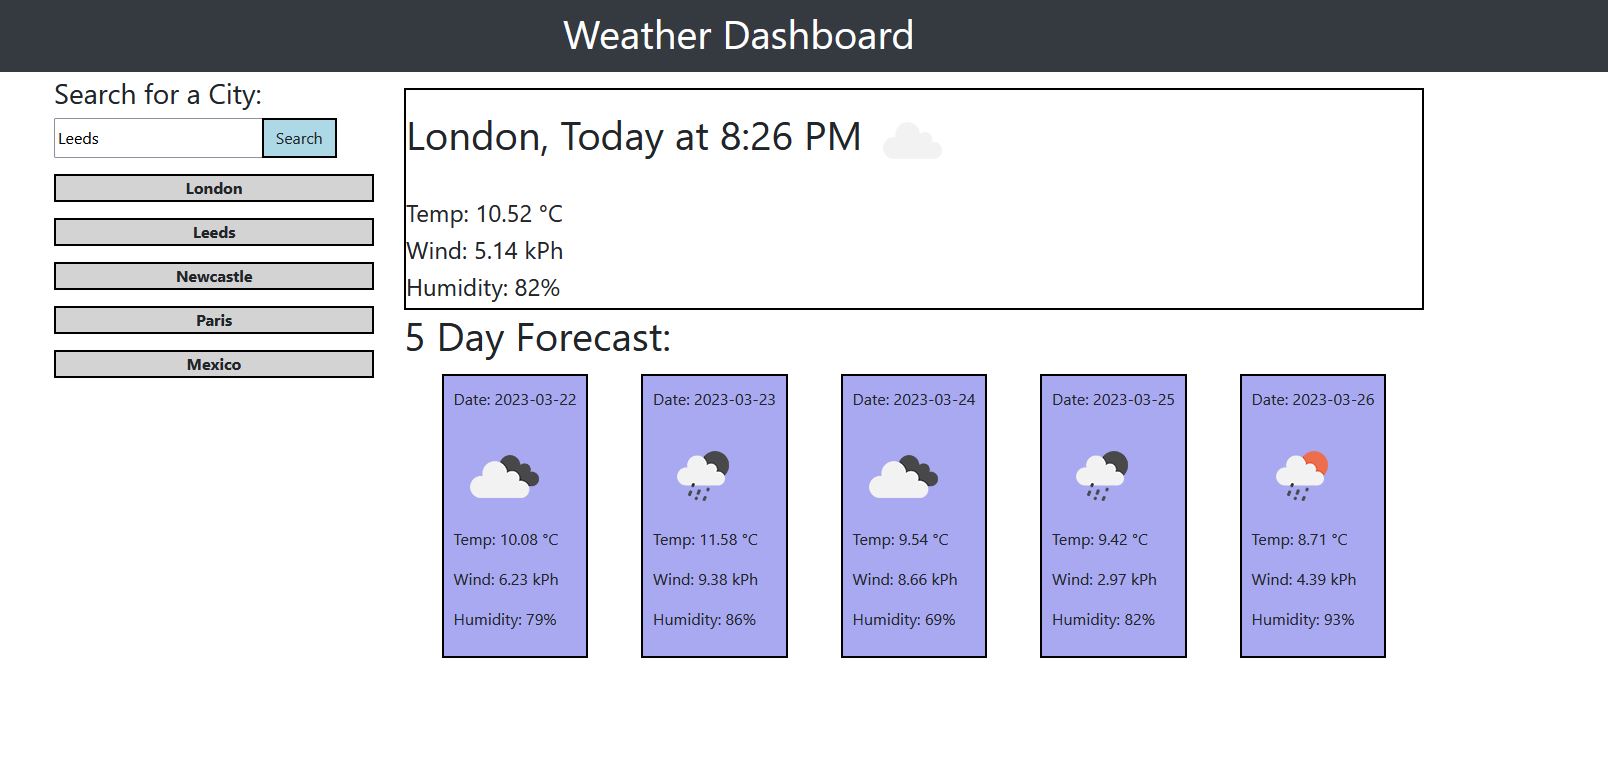 Weather Dashboard
Search for a City:
Leeds
Search
London
Leeds
Newcastle
Paris
Mexico
London, Today at 8:26 PM
Temp: 10.52 °C
Wind: 5.14 kPh
Humidity: 82%
5 Day Forecast:
Date: 2023-03-22
Temp: 10.08 °C
Wind: 6.23 kPh
Humidity: 79%
Date: 2023-03-23
Temp: 11.58 °C
Wind: 9.38 kPh
Humidity: 86%
Date: 2023-03-24
Temp: 9.54 °C
Wind: 8.66 kPh
Humidity: 69%
Date: 2023-03-25
Temp: 9.42 °C
Wind: 2.97 kPh
Humidity: 82%
Date: 2023-03-26
Temp: 8.71 °C
Wind: 4.39 kPh
Humidity: 93%